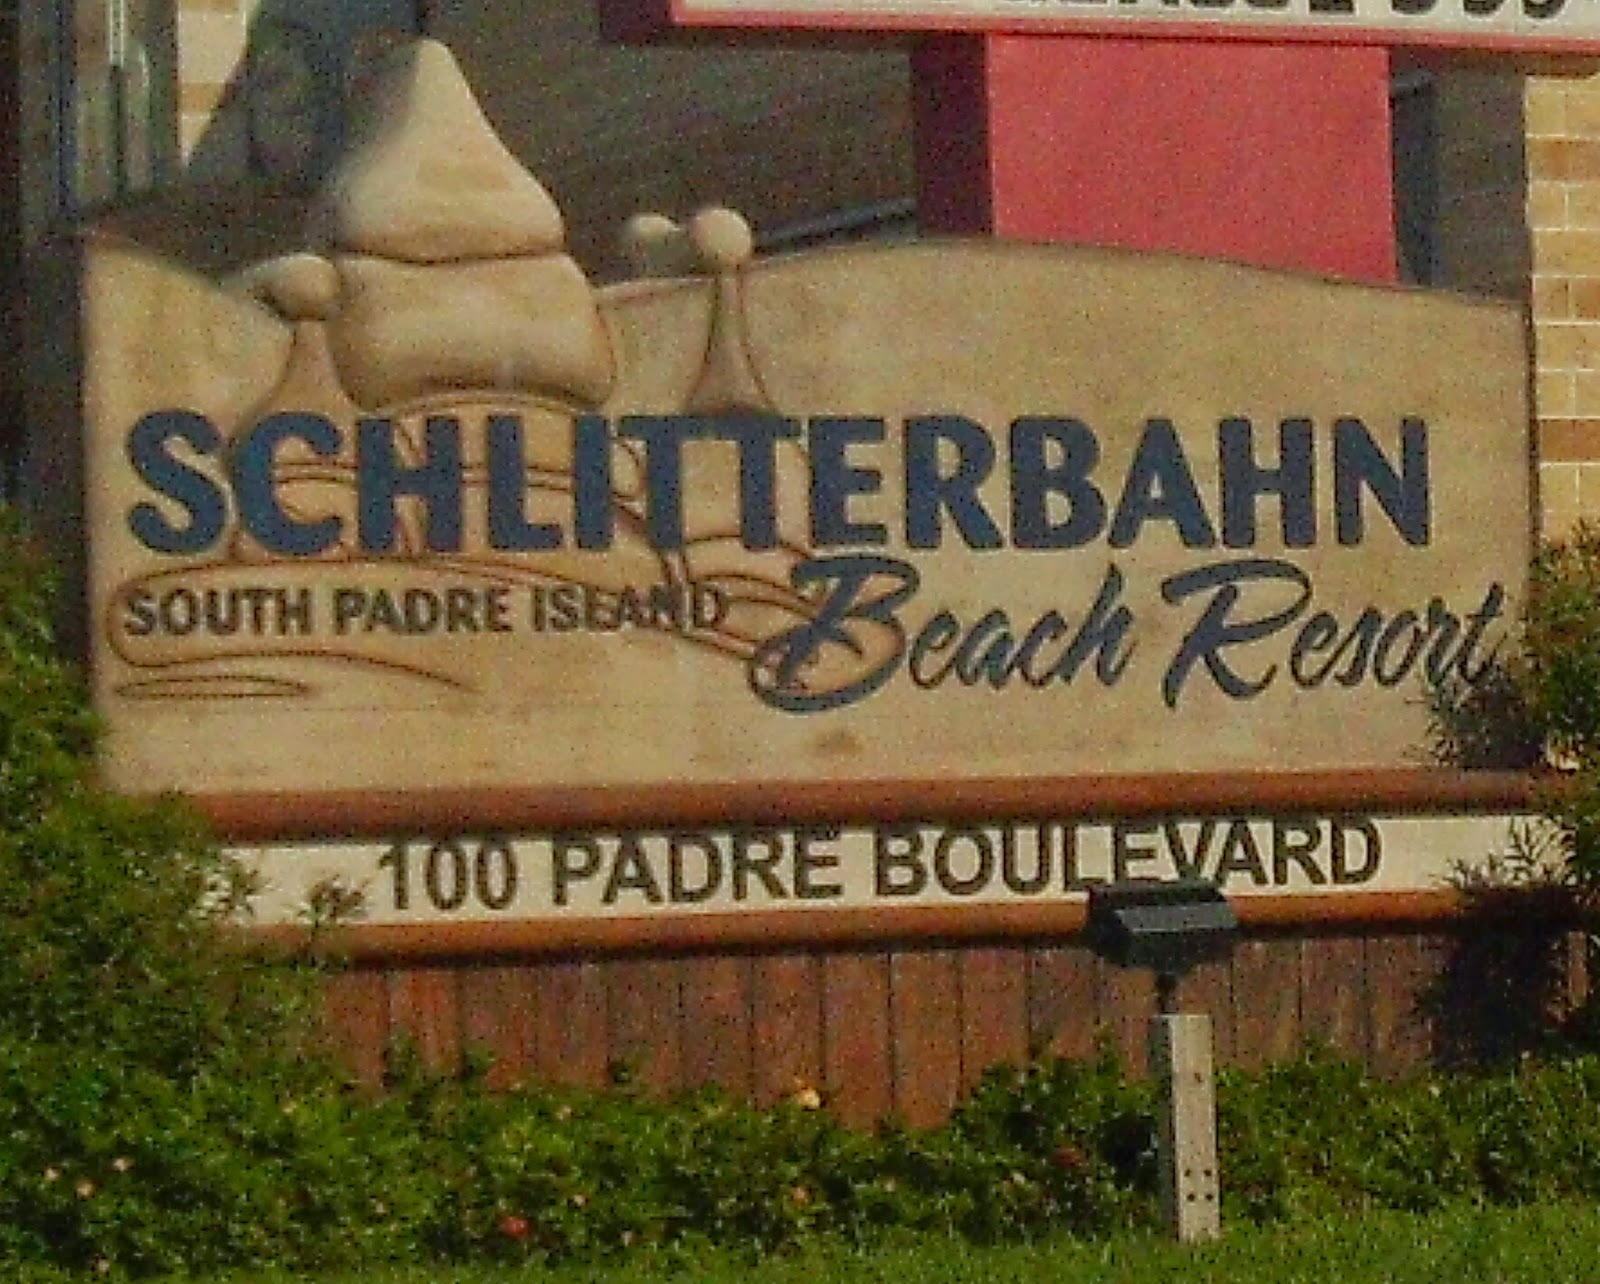 SCHLITTERBAHN
SOUTH PADRE ISLAND
Beach Resort
100 PADRE BOULEVARD